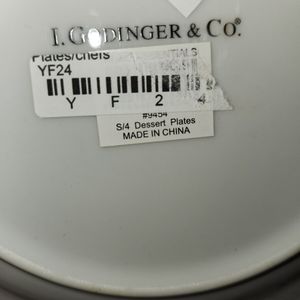 I. GODINGER & CO.®
Plates/chefs
YF24
Y F 2 4
#9454
S/4 Dessert Plates
MADE IN CHINA